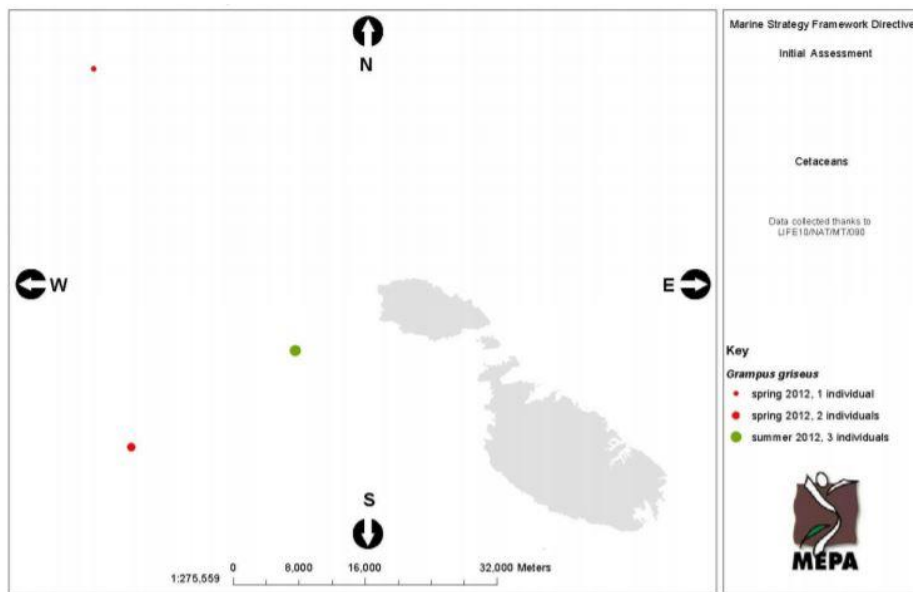 N
W
E
S
1:275,559
0 8,000 16,000 32,000 Meters
Marine Strategy Framework Directive
Initial Assessment
Cetaceans
Data collected thanks to
LIFE10/NAT/MT/090
Key
Grampus griseus
spring 2012, 1 individual
spring 2012, 2 individuals
summer 2012, 3 individuals
MEPA